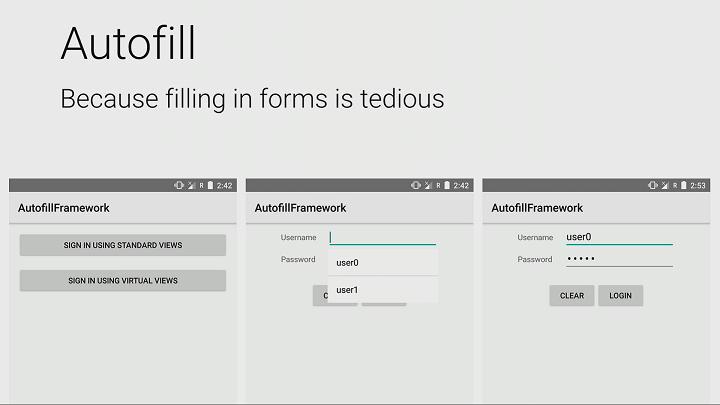 Autofill
Because filling in forms is tedious
R 2:42
AutofillFramework
SIGN IN USING STANDARD VIEWS
SIGN IN USING VIRTUAL VIEWS
R 2:42
AutofillFramework
Username
Password
user0
user1
C
R 2:53
AutofillFramework
Username user0
Password •••••
CLEAR LOGIN